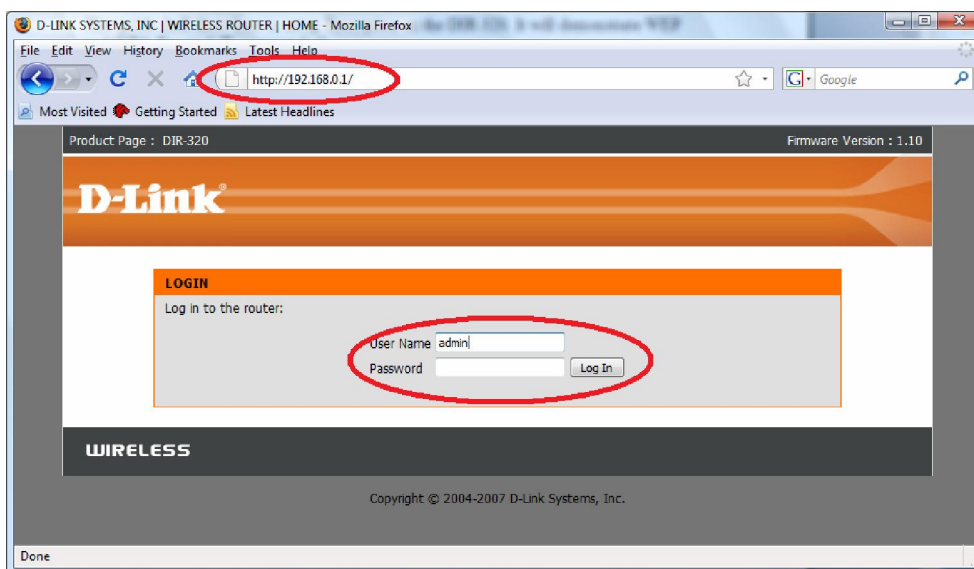 D-LINK SYSTEMS, INC | WIRELESS ROUTER | HOME - Mozilla Firefox
File Edit View History Bookmarks Tools Help
http://192.168.0.1/
G Google
Most Visited Getting Started Latest Headlines
Product Page : DIR-320 Firmware Version : 1.10
D-Link®
LOGIN
Log in to the router:
User Name admin
Password Log In
WIRELESS
Copyright © 2004-2007 D-Link Systems, Inc.
Done